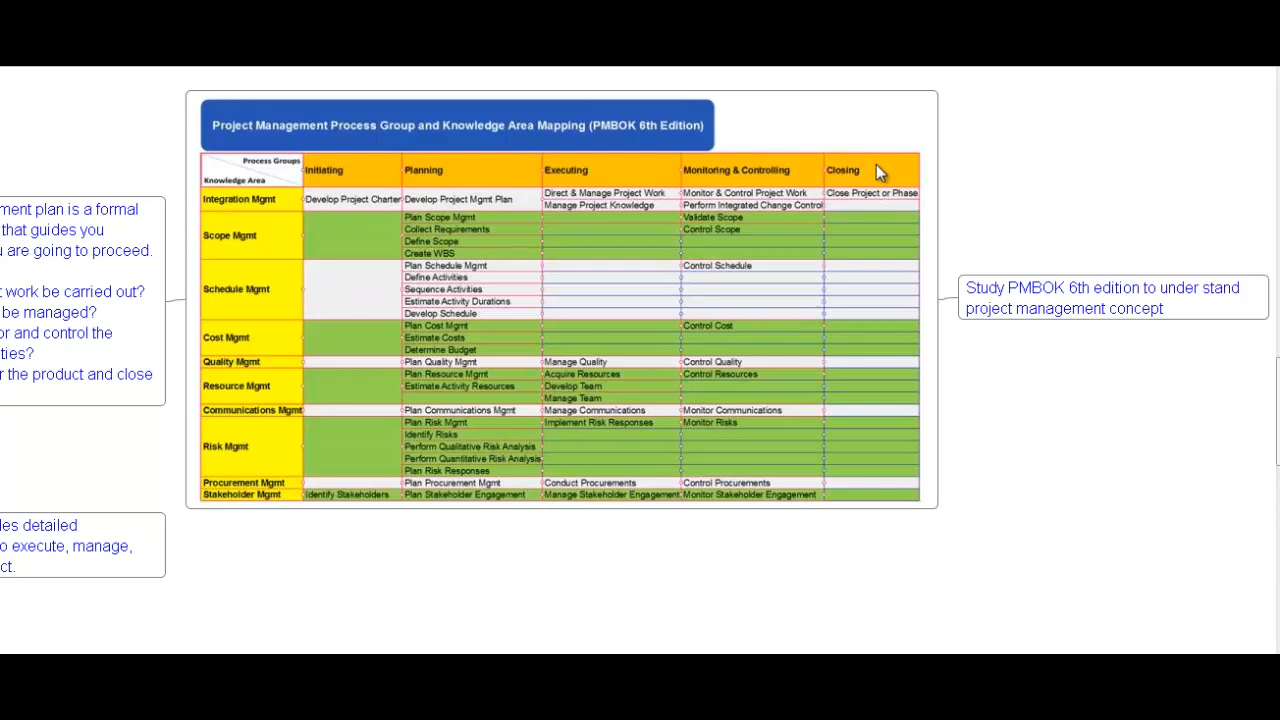 Project Management Process Group and Knowledge Area Mapping (PMBOK 6th Edition)
Process Groups
Knowledge Area
Initiating
Planning
Executing
Monitoring & Controlling
Closing
Integration Mgmt
Develop Project Charter
Develop Project Mgmt Plan
Direct & Manage Project Work
Manage Project Knowledge
Monitor & Control Project Work
Perform Integrated Change Control
Close Project or Phase
Scope Mgmt
Plan Scope Mgmt
Collect Requirements
Define Scope
Create WBS
Validate Scope
Control Scope
Schedule Mgmt
Plan Schedule Mgmt
Define Activities
Sequence Activities
Estimate Activity Durations
Develop Schedule
Control Schedule
Cost Mgmt
Plan Cost Mgmt
Estimate Costs
Determine Budget
Control Cost
Quality Mgmt
Plan Quality Mgmt
Manage Quality
Control Quality
Resource Mgmt
Plan Resource Mgmt
Estimate Activity Resources
Acquire Resources
Develop Team
Manage Team
Control Resources
Communications Mgmt
Plan Communications Mgmt
Manage Communications
Monitor Communications
Risk Mgmt
Plan Risk Mgmt
Identify Risks
Perform Qualitative Risk Analysis
Perform Quantitative Risk Analysis
Plan Risk Responses
Implement Risk Responses
Monitor Risks
Procurement Mgmt
Plan Procurement Mgmt
Conduct Procurements
Control Procurements
Stakeholder Mgmt
Identify Stakeholders
Plan Stakeholder Engagement
Manage Stakeholder Engagement
Monitor Stakeholder Engagement
ment plan is a formal
that guides you
are going to proceed.
work be carried out?
be managed?
or and control the
ties?
the product and close
les detailed
o execute, manage,
ct.
Study PMBOK 6th edition to under stand
project management concept